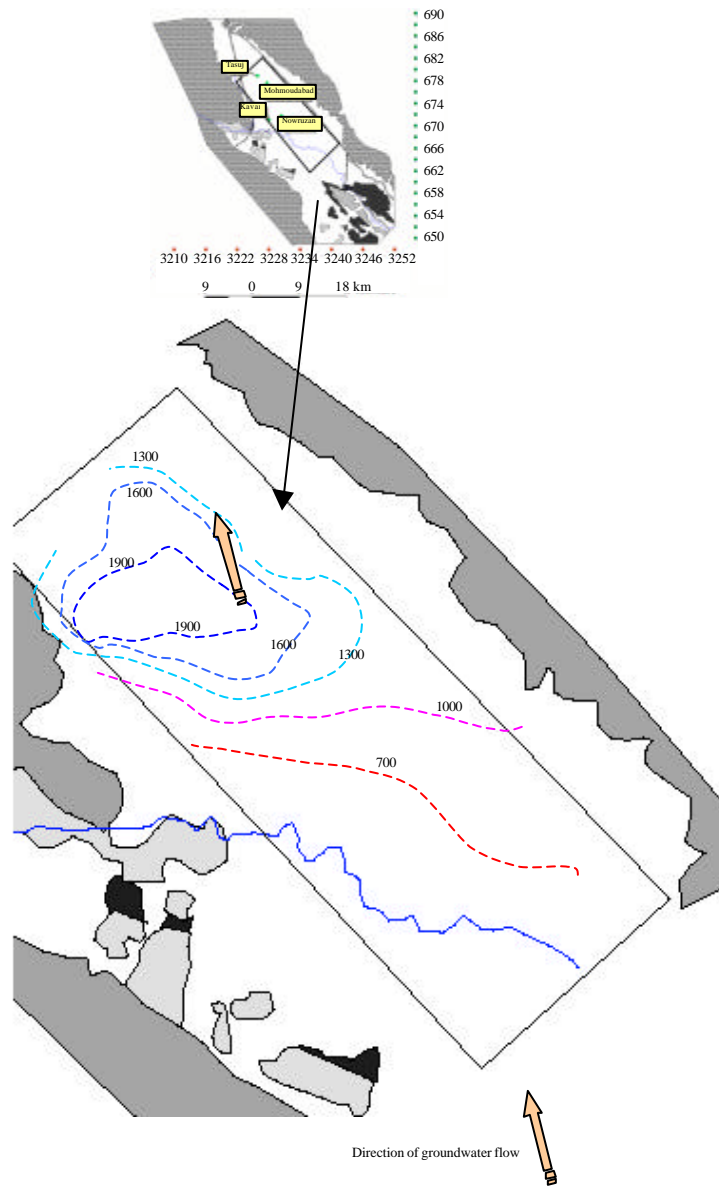 690
686
682
678
674
670
666
662
658
654
650
Tasuj
Mohmoudabad
Kavar
Nowruzan
3210 3216 3222 3228 3234 3240 3246 3252
9 0 9 18 km
1300
1600
1900
1900
1600
1300
1000
700
Direction of groundwater flow